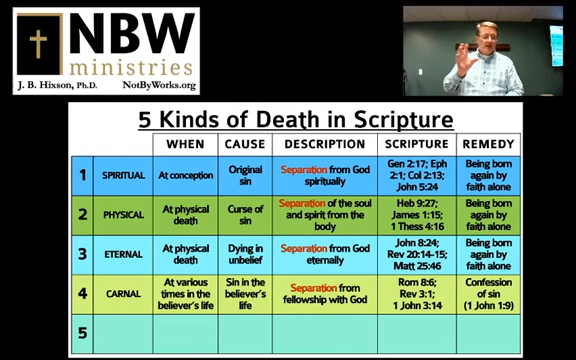 NBW
ministries
J. B. Hixson, Ph.D. NotByWorks.org
5 Kinds of Death in Scripture
WHEN CAUSE DESCRIPTION SCRIPTURE REMEDY
1 SPIRITUAL At conception Original sin Separation from God spiritually Gen 2:17; Eph 2:1; Col 2:13; John 5:24 Being born again by faith alone
2 PHYSICAL At physical death Curse of sin Separation of the soul and spirit from the body Heb 9:27; James 1:15; 1 Thess 4:16 Being born again by faith alone
3 ETERNAL At physical death Dying in unbelief Separation from God eternally John 8:24; Rev 20:14-15; Matt 25:46 Being born again by faith alone
4 CARNAL At various times in the believer's life Sin in the believer's life Separation from fellowship with God Rom 8:6; Rev 3:1; 1 John 3:14 Confession of sin (1 John 1:9)
5